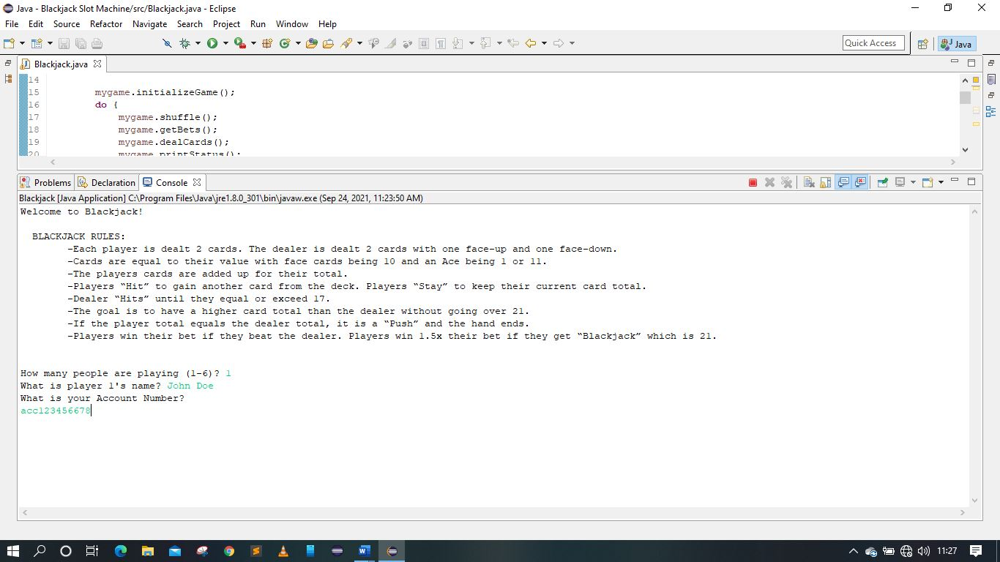 Java - Blackjack Slot Machine/src/Blackjack.java - Eclipse
File Edit Source Refactor Navigate Search Project Run Window Help
Quick Access
Java
Blackjack.java
14
15 mygame.initializeGame();
16 do {
17 mygame.shuffle();
18 mygame.getBets();
19 mygame.dealCards();
20 mygame.printStatus();
Problems Declaration Console
Blackjack [Java Application] C:\Program Files\Java\jre1.8.0_301\bin\javaw.exe (Sep 24, 2021, 11:23:50 AM)
Welcome to Blackjack!
BLACKJACK RULES:
-Each player is dealt 2 cards. The dealer is dealt 2 cards with one face-up and one face-down.
-Cards are equal to their value with face cards being 10 and an Ace being 1 or 11.
-The players cards are added up for their total.
-Players “Hit” to gain another card from the deck. Players “Stay” to keep their current card total.
-Dealer “Hits” until they equal or exceed 17.
-The goal is to have a higher card total than the dealer without going over 21.
-If the player total equals the dealer total, it is a “Push” and the hand ends.
-Players win their bet if they beat the dealer. Players win 1.5x their bet if they get “Blackjack” which is 21.
How many people are playing (1-6)? 1
What is player 1's name? John Doe
What is your Account Number?
acc123456678
11:27